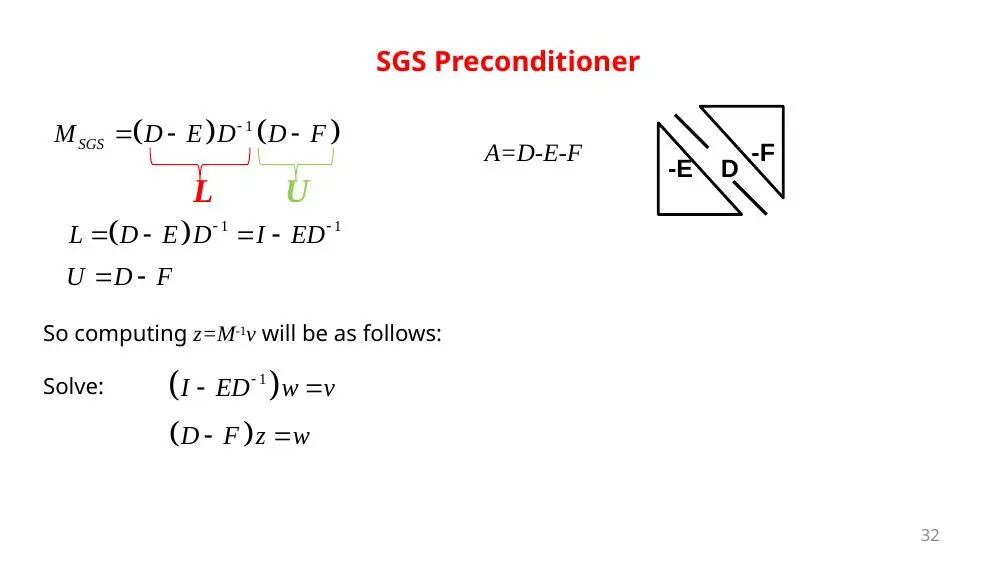 SGS Preconditioner
M_SGS =(D- E)D^-1(D- F)
L U
A=D-E-F
-E D -F
L =(D- E)D^-1 =I- ED^-1
U =D- F
So computing z=M^-1v will be as follows:
Solve: (I- ED^-1)w =v
(D- F)z =w
32